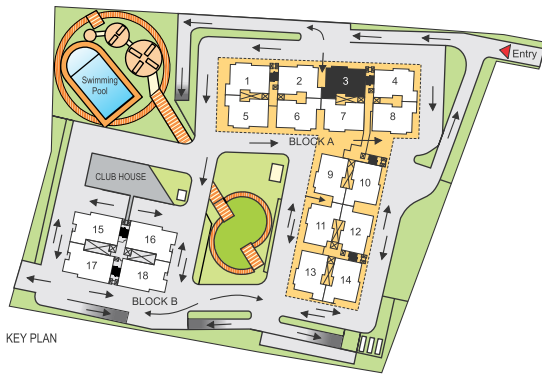 Entry
Swimming
Pool
1 2 3 4
5 6 7 8
BLOCK A
9 10
CLUB HOUSE
11 12
15 16
17 18
13 14
BLOCK B
KEY PLAN